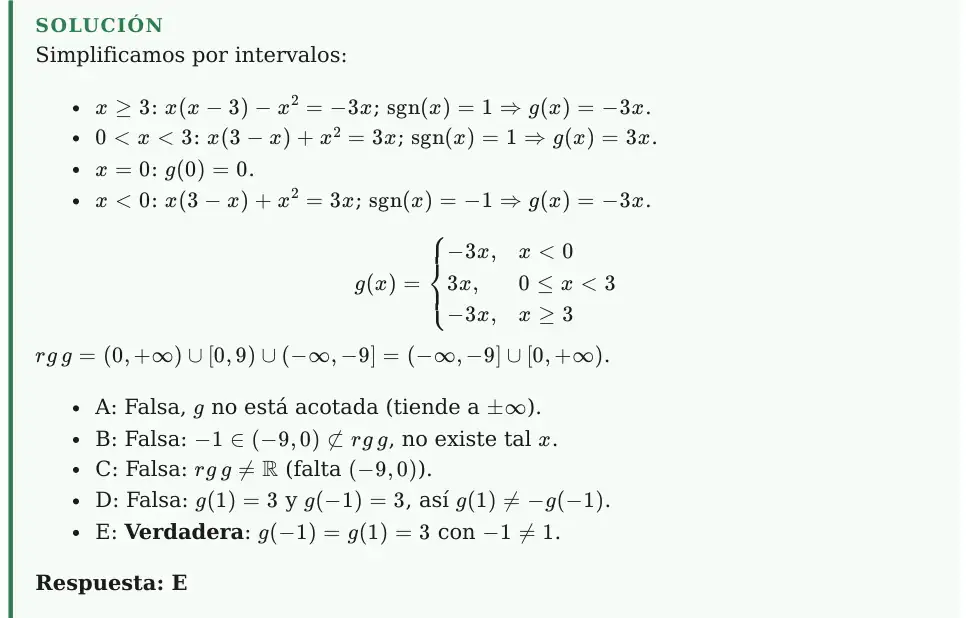 SOLUCIÓN
Simplificamos por intervalos:
• x ≥ 3: x(x − 3) − x² = −3x; sgn(x) = 1 ⇒ g(x) = −3x.
• 0 < x < 3: x(3 − x) + x² = 3x; sgn(x) = 1 ⇒ g(x) = 3x.
• x = 0: g(0) = 0.
• x < 0: x(3 − x) + x² = 3x; sgn(x) = −1 ⇒ g(x) = −3x.
g(x) = { −3x, x < 0
3x, 0 ≤ x < 3
−3x, x ≥ 3
rg g = (0, +∞) ∪ [0, 9) ∪ (−∞, −9] = (−∞, −9] ∪ [0, +∞).
• A: Falsa, g no está acotada (tiende a ±∞).
• B: Falsa: −1 ∈ (−9, 0) ⊄ rg g, no existe tal x.
• C: Falsa: rg g ≠ ℝ (falta (−9, 0)).
• D: Falsa: g(1) = 3 y g(−1) = 3, así g(1) ≠ −g(−1).
• E: Verdadera: g(−1) = g(1) = 3 con −1 ≠ 1.
Respuesta: E